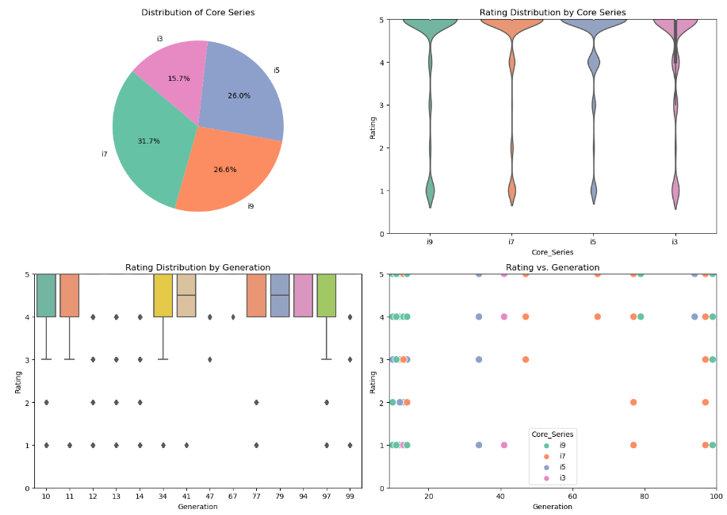 Distribution of Core Series
i3
i5
i7
i9
15.7%
26.0%
31.7%
26.6%
Rating Distribution by Core Series
Rating
5
4
3
2
1
0
i9 i7 i5 i3
Core_Series
Rating Distribution by Generation
Rating
5
4
3
2
1
0
10 11 12 13 14 34 41 47 67 77 79 94 97 99
Generation
Rating vs. Generation
Rating
5
4
3
2
1
0
20 40 60 80 100
Generation
Core_Series
i9
i7
i5
i3